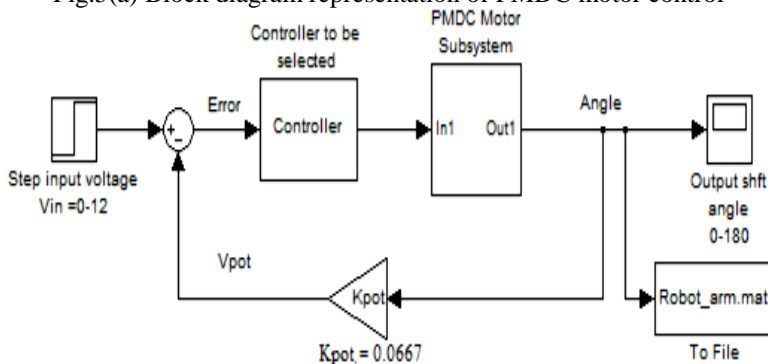 Fig.3(a) Block diagram representation of PMDC motor control
Controller to be
selected
PMDC Motor
Subsystem
Error
Angle
Controller
In1
Out1
Step input voltage
Vin =0-12
Output shft
angle
0-180
Vpot
Kpot
Kpot = 0.0667
Robot_arm.mat
To File